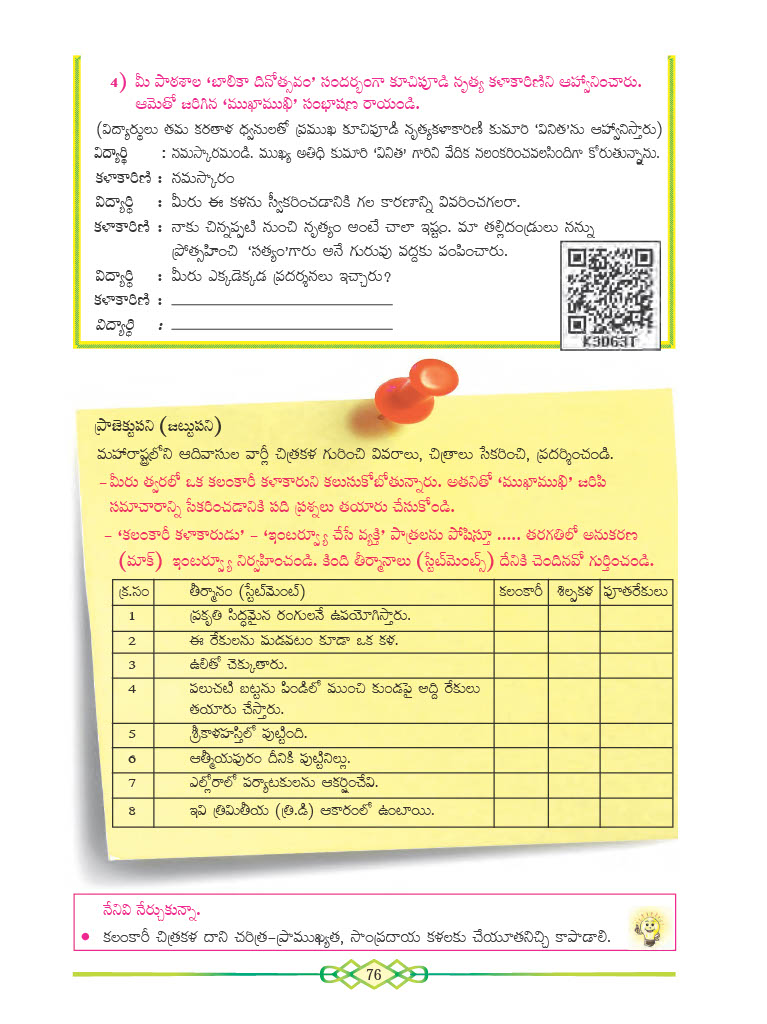 4) మీ పాఠశాల ‘బాలికా దినోత్సవం’ సందర్భంగా కూచిపూడి నృత్య కళాకారిణిని ఆహ్వానించారు.
ఆమెతో జరిగిన ‘ముఖాముఖి’ సంభాషణ రాయండి.
(విద్యార్థులు తమ కరతాళ ధ్వనులతో ప్రముఖ కూచిపూడి నృత్యకళాకారిణి కుమారి ‘వినిత’ను ఆహ్వానిస్తారు)
విద్యార్థి : నమస్కారమండి. ముఖ్య అతిధి కుమారి ‘వినిత’ గారిని వేదిక నలంకరించవలసిందిగా కోరుతున్నాను.
కళాకారిణి : నమస్కారం
విద్యార్థి : మీరు ఈ కళను స్వీకరించడానికి గల కారణాన్ని వివరించగలరా.
కళాకారిణి : నాకు చిన్నప్పటి నుంచి నృత్యం అంటే చాలా ఇష్టం. మా తల్లిదండ్రులు నన్ను
ప్రోత్సహించి ‘సత్యం’గారు అనే గురువు వద్దకు పంపించారు.
విద్యార్థి : మీరు ఎక్కడెక్కడ ప్రదర్శనలు ఇచ్చారు?
కళాకారిణి :
విద్యార్థి :
K3D63T
ప్రాజెక్టుపని (జట్టుపని)
మహారాష్ట్రలోని ఆదివాసుల వార్లీ చిత్రకళ గురించి వివరాలు, చిత్రాలు సేకరించి, ప్రదర్శించండి.
– మీరు త్వరలో ఒక కలంకారీ కళాకారుని కలుసుకోబోతున్నారు. అతనితో ‘ముఖాముఖి’ జరిపి
సమాచారాన్ని సేకరించడానికి పది ప్రశ్నలు తయారు చేసుకోండి.
– ‘కలంకారీ కళాకారుడు’ – ‘ఇంటర్వ్యూ చేసే వ్యక్తి’ పాత్రలను పోషిస్తూ ..... తరగతిలో అనుకరణ
(మాక్) ఇంటర్వ్యూ నిర్వహించండి. కింది తీర్మానాలు (స్టేట్‌మెంట్స్) దేనికి చెందినవో గుర్తించండి.
క్ర.సం తీర్మానం (స్టేట్‌మెంట్) కలంకారీ శిల్పకళ పూతరేకులు
1 ప్రకృతి సిద్ధమైన రంగులనే ఉపయోగిస్తారు.
2 ఈ రేకులను మడవటం కూడా ఒక కళ.
3 ఉలితో చెక్కుతారు.
4 పలుచటి బట్టను పిండిలో ముంచి కుండపై అద్ది రేకులు
తయారు చేస్తారు.
5 శ్రీకాళహస్తిలో పుట్టింది.
6 ఆత్మీయపురం దీనికి పుట్టినిల్లు.
7 ఎల్లోరాలో పర్యాటకులను ఆకర్షించేవి.
8 ఇవి త్రిమితీయ (త్రి.డి) ఆకారంలో ఉంటాయి.
నేనివి నేర్చుకున్నా.
• కలంకారీ చిత్రకళ దాని చరిత్ర–ప్రాముఖ్యత, సాంప్రదాయ కళలకు చేయూతనిచ్చి కాపాడాలి.
76